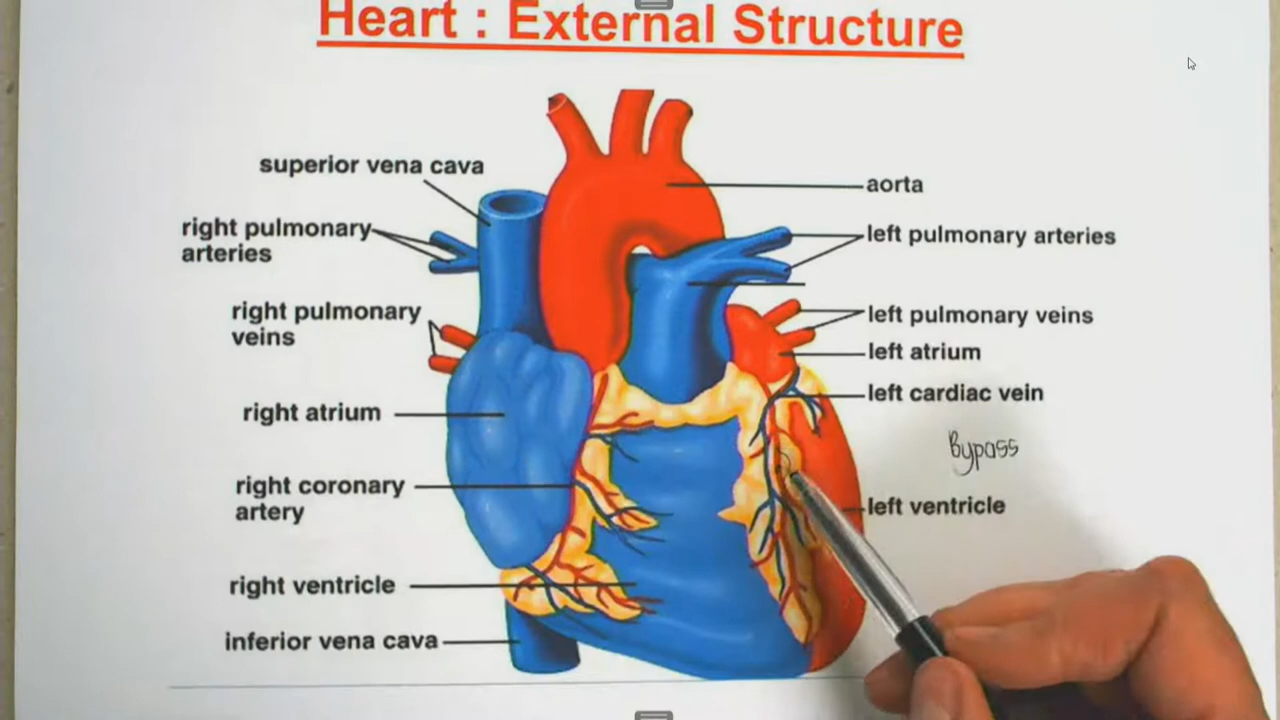 Heart : External Structure
superior vena cava
right pulmonary
arteries
right pulmonary
veins
right atrium
right coronary
artery
right ventricle
inferior vena cava
aorta
left pulmonary arteries
left pulmonary veins
left atrium
left cardiac vein
Bypass
left ventricle